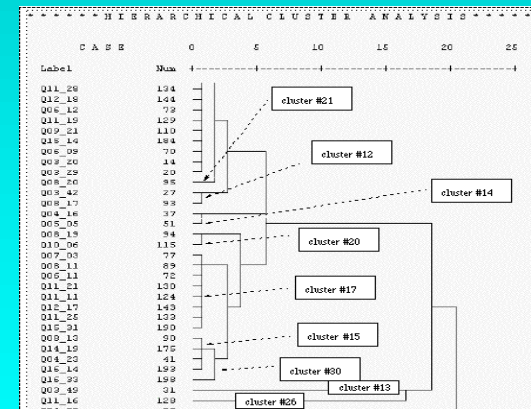 * * * * * * H I E R A R C H I C A L C L U S T E R A N A L Y S I S * * * * *
C A S E 0 5 10 15 20 25
Label Num
Q11_28 134
Q12_18 144
Q06_12 73
Q11_19 129
Q09_21 110
Q15_14 184
Q06_09 70
Q03_20 14
Q03_29 20
Q08_20 95
Q03_42 27
Q08_17 93
Q04_16 37
Q05_05 51
Q08_19 94
Q10_06 115
Q07_03 77
Q08_11 89
Q06_11 72
Q11_21 130
Q11_11 124
Q12_17 143
Q11_25 133
Q15_31 190
Q08_13 90
Q14_19 175
Q04_23 41
Q16_14 193
Q16_33 198
Q03_49 31
Q11_16 128
cluster #21
cluster #12
cluster #14
cluster #20
cluster #17
cluster #15
cluster #30
cluster #13
cluster #26